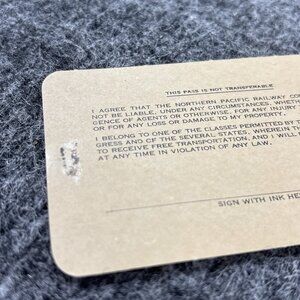 THIS PASS IS NOT TRANSFERABLE
I AGREE THAT THE NORTHERN PACIFIC RAILWAY CO
NOT BE LIABLE, UNDER ANY CIRCUMSTANCES, WHETH
GENCE OF AGENTS OR OTHERWISE, FOR ANY INJURY
OR FOR ANY LOSS OR DAMAGE TO MY PROPERTY.
I BELONG TO ONE OF THE CLASSES PERMITTED BY T
GRESS AND OF THE SEVERAL STATES, WHEREIN T
TO RECEIVE FREE TRANSPORTATION, AND I WILL
AT ANY TIME IN VIOLATION OF ANY LAW.
SIGN WITH INK HE